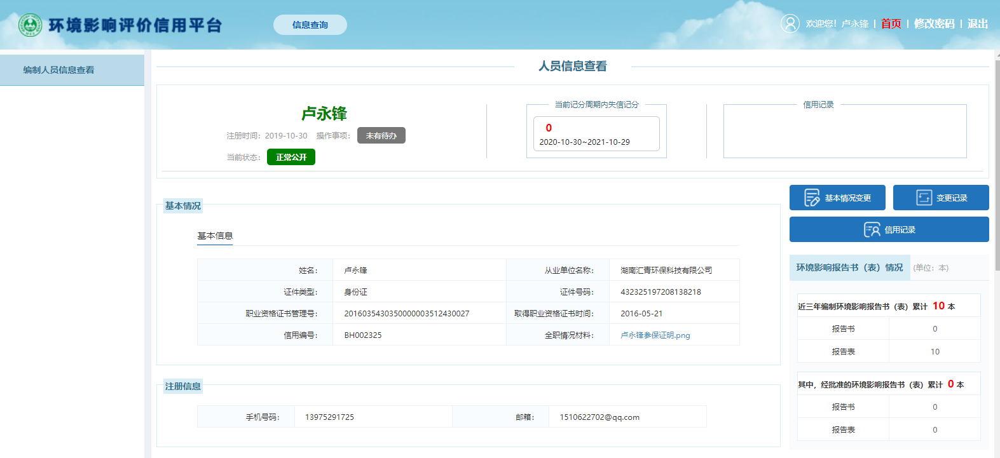 环境影响评价信用平台
信息查询
欢迎您！卢永锋 | 首页 | 修改密码 | 退出
编制人员信息查看
人员信息查看
卢永锋
注册时间：2019-10-30 操作事项： 未有待办
当前状态： 正常公开
当前记分周期内失信记分
0
2020-10-30~2021-10-29
信用记录
基本情况变更
变更记录
信用记录
基本情况
基本信息
姓名： 卢永锋 从业单位名称： 湖南汇青环保科技有限公司
证件类型： 身份证 证件号码： 432325197208138218
职业资格证书管理号： 2016035430350000003512430027 取得职业资格证书时间： 2016-05-21
信用编号： BH002325 全职情况材料： 卢永锋参保证明.png
注册信息
手机号码： 13975291725 邮箱： 1510622702@qq.com
环境影响报告书（表）情况 (单位：本)
近三年编制环境影响报告书（表）累计 10 本
报告书 0
报告表 10
其中，经批准的环境影响报告书（表）累计 0 本
报告书 0
报告表 0